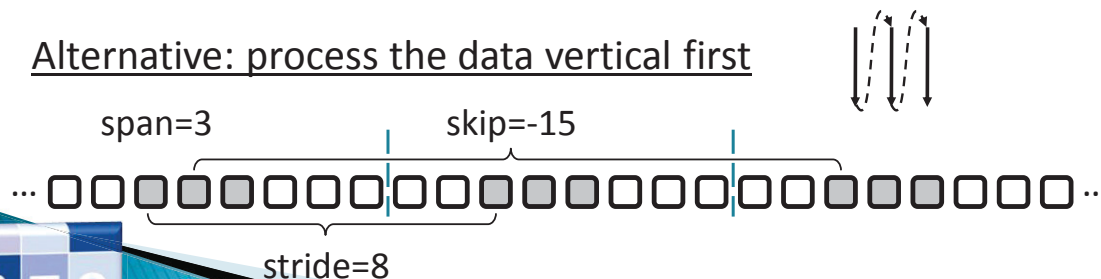 Alternative: process the data vertical first
span=3 skip=-15
... ..
stride=8